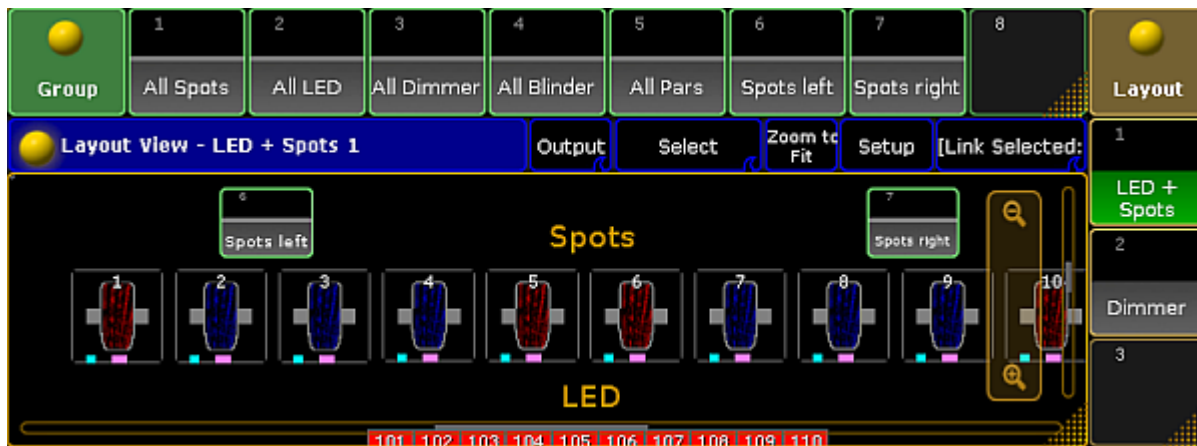 1 2 3 4 5 6 7 8
Group All Spots All LED All Dimmer All Blinder All Pars Spots left Spots right Layout
Layout View - LED + Spots 1 Output Select Zoom to Fit Setup [Link Selected:
1
LED + Spots
6 Spots left
Spots
7 Spots right
2
Dimmer
1 2 3 4 5 6 7 8 9 10
3
LED
101 102 103 104 105 106 107 108 109 110